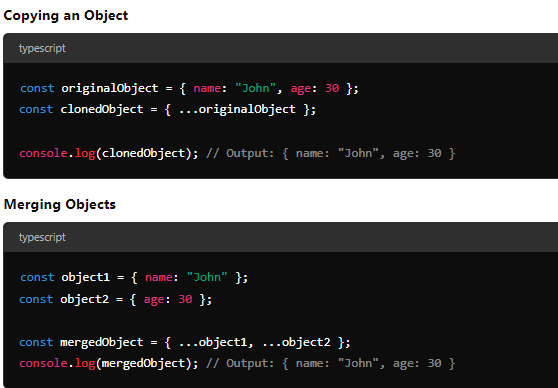 Copying an Object
typescript
const originalObject = { name: "John", age: 30 };
const clonedObject = { ...originalObject };
console.log(clonedObject); // Output: { name: "John", age: 30 }
Merging Objects
typescript
const object1 = { name: "John" };
const object2 = { age: 30 };
const mergedObject = { ...object1, ...object2 };
console.log(mergedObject); // Output: { name: "John", age: 30 }